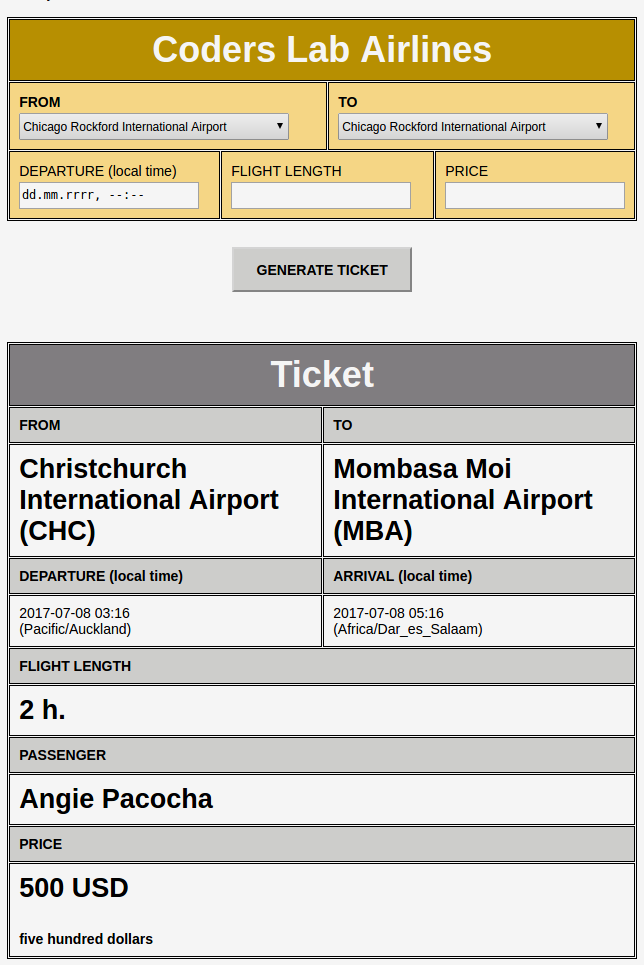 Coders Lab Airlines
FROM
TO
Chicago Rockford International Airport
Chicago Rockford International Airport
DEPARTURE (local time)
FLIGHT LENGTH
PRICE
dd.mm.rrrr, --:--
GENERATE TICKET
Ticket
FROM
TO
Christchurch
International Airport
(CHC)
Mombasa Moi
International Airport
(MBA)
DEPARTURE (local time)
ARRIVAL (local time)
2017-07-08 03:16
(Pacific/Auckland)
2017-07-08 05:16
(Africa/Dar_es_Salaam)
FLIGHT LENGTH
2 h.
PASSENGER
Angie Pacocha
PRICE
500 USD
five hundred dollars